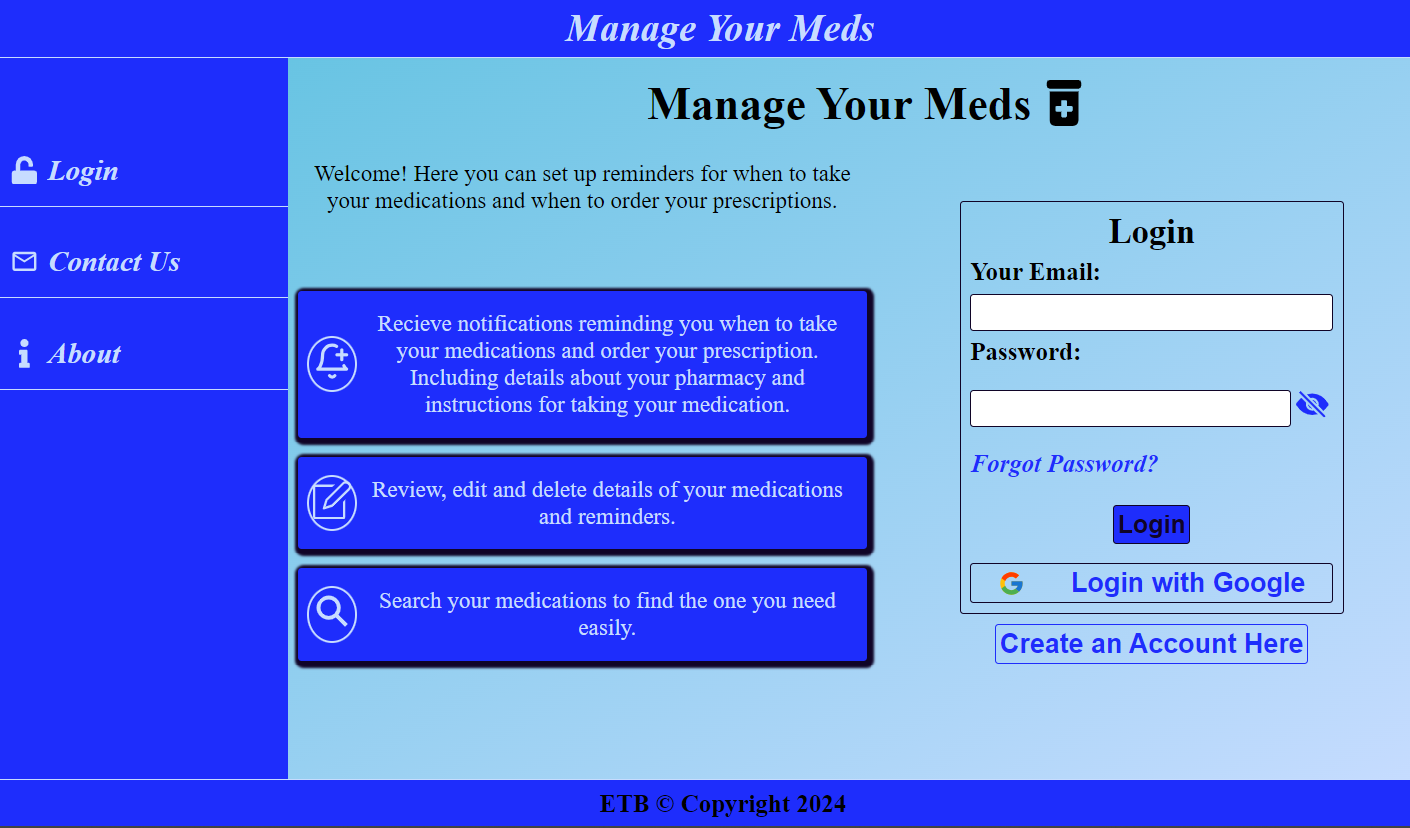 Manage Your Meds
Login
Contact Us
About
Manage Your Meds
Welcome! Here you can set up reminders for when to take
your medications and when to order your prescriptions.
Recieve notifications reminding you when to take
your medications and order your prescription.
Including details about your pharmacy and
instructions for taking your medication.
Review, edit and delete details of your medications
and reminders.
Search your medications to find the one you need
easily.
Login
Your Email:
Password:
Forgot Password?
Login
Login with Google
Create an Account Here
ETB © Copyright 2024